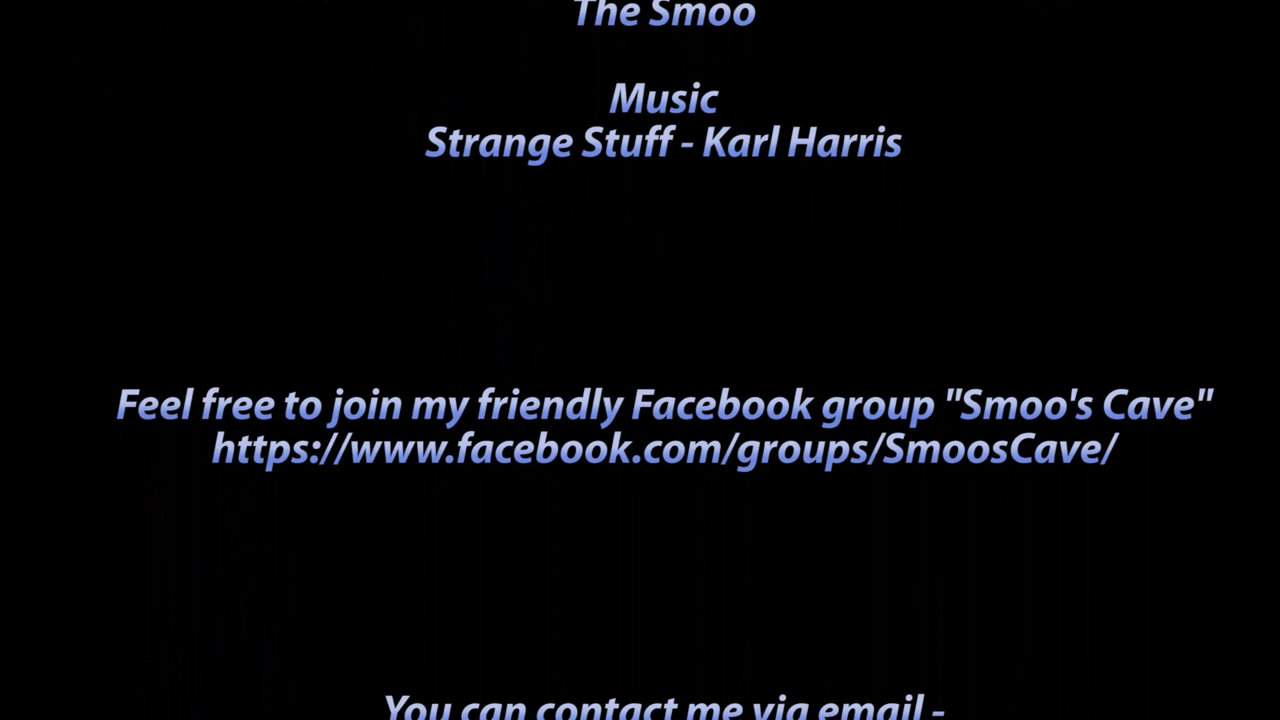 The Smoo
Music
Strange Stuff - Karl Harris
Feel free to join my friendly Facebook group "Smoo's Cave"
https://www.facebook.com/groups/SmoosCave/
You can contact me via email -